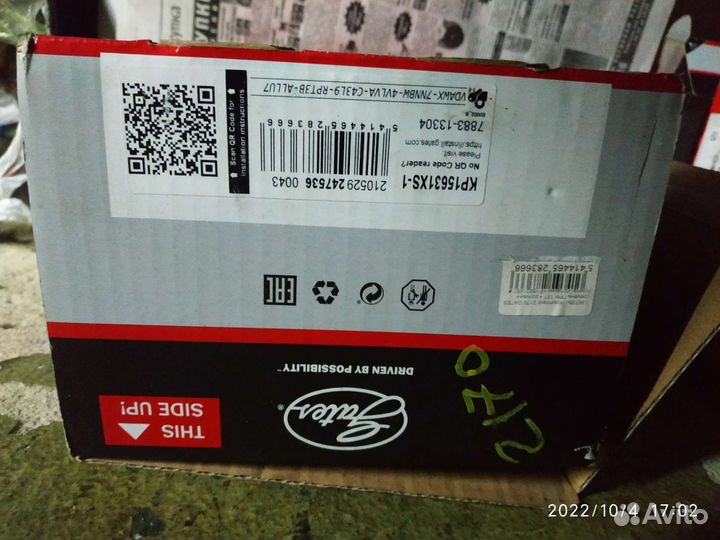 THIS
SIDE UP!
Gates®
DRIVEN BY POSSIBILITY™
2170
EAC
5 414465 283666
KP15631XS-1
210529 247536 0043
No QR Code reader?
Please visit
https://install.gates.com
5 414465 283666
7883-13304
VDAWX-7NNBW-4VLVA-C43L9-RPT3B-ALLU7
Scan QR Code for
installation instructions
2022/10/4 17:02
Avito